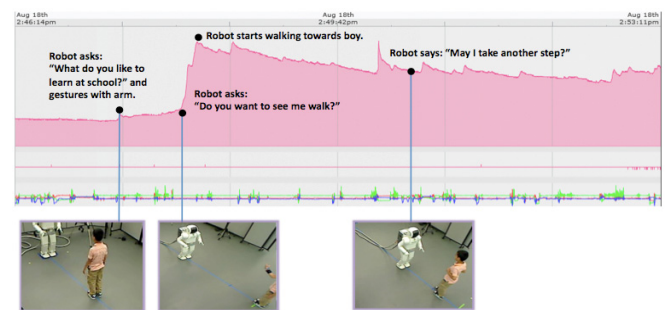 Aug 18th
2:46:14pm
Aug 18th
2:49:42pm
Aug 18th
2:53:11pm
Robot starts walking towards boy.
Robot asks:
“What do you like to
learn at school?” and
gestures with arm.
Robot says: “May I take another step?”
Robot asks:
“Do you want to see me walk?”